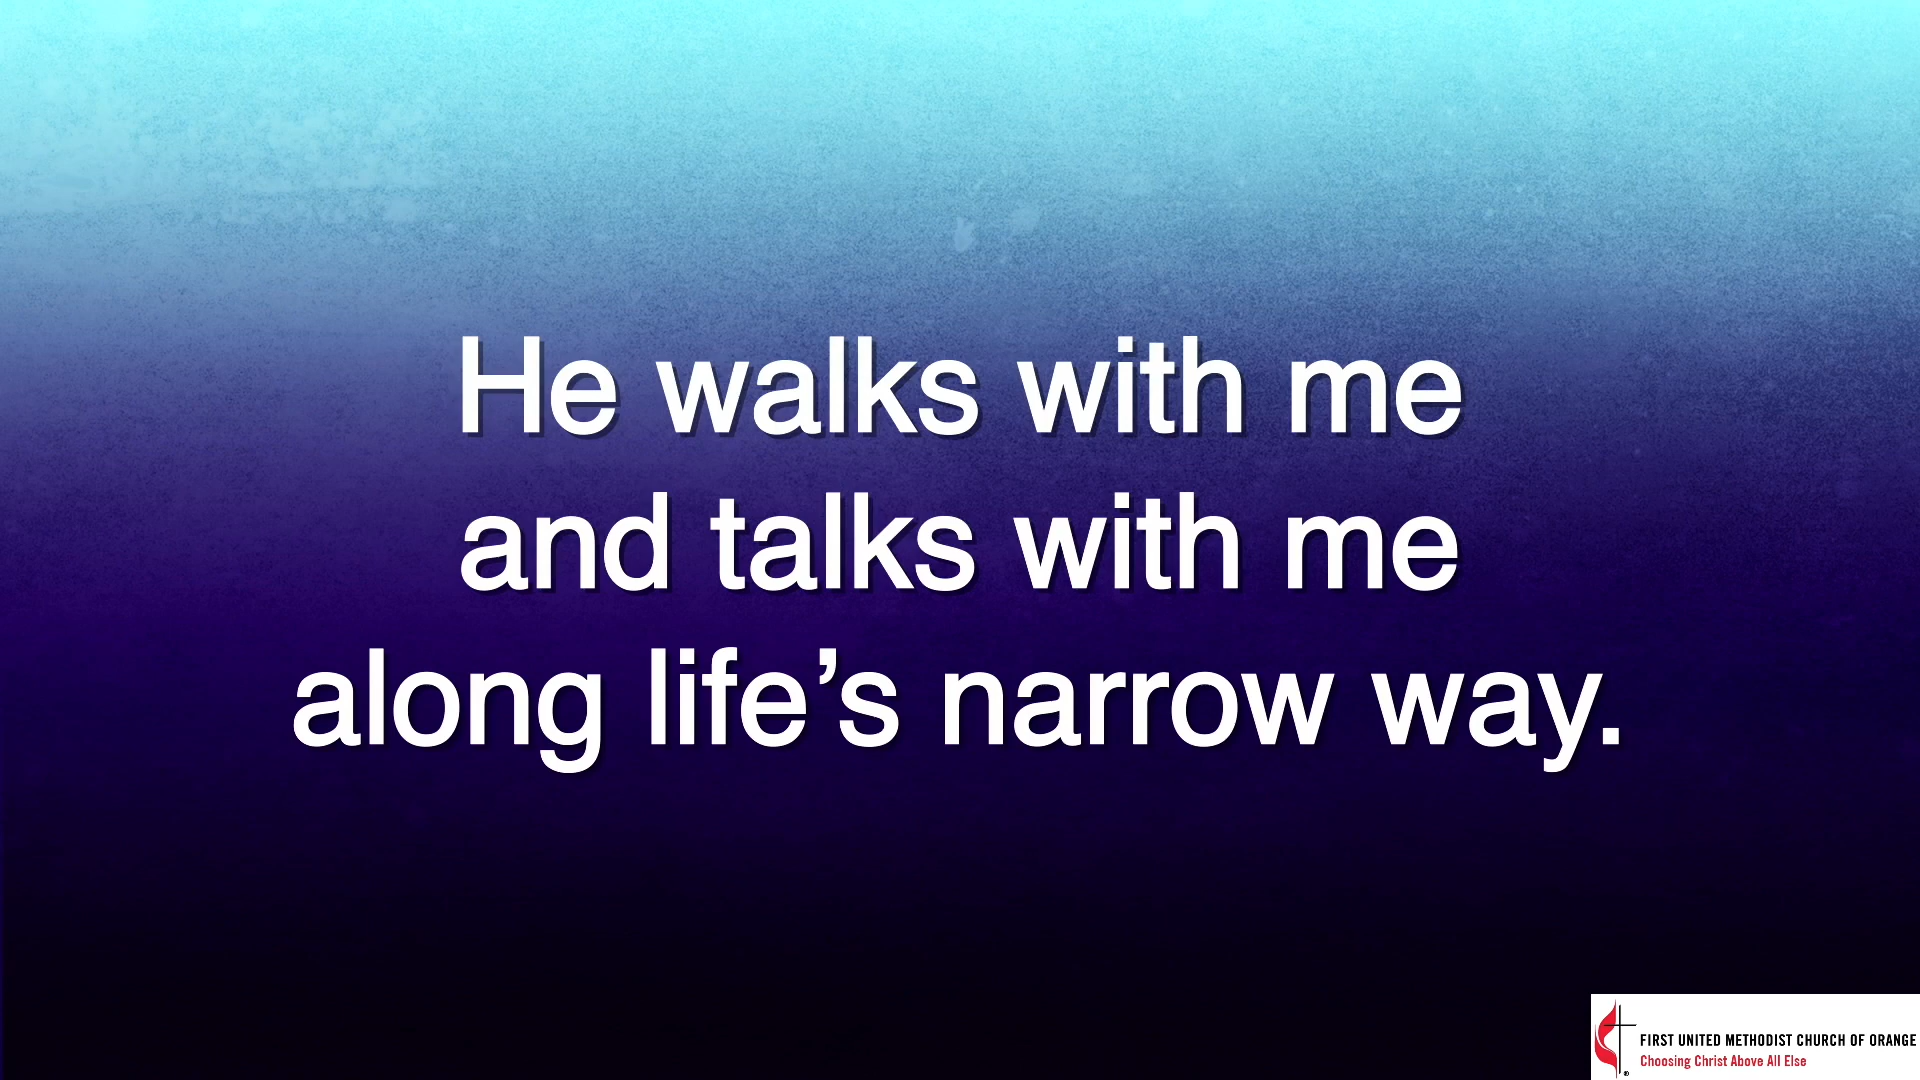 He walks with me
and talks with me
along life’s narrow way.
FIRST UNITED METHODIST CHURCH OF ORANGE
Choosing Christ Above All Else